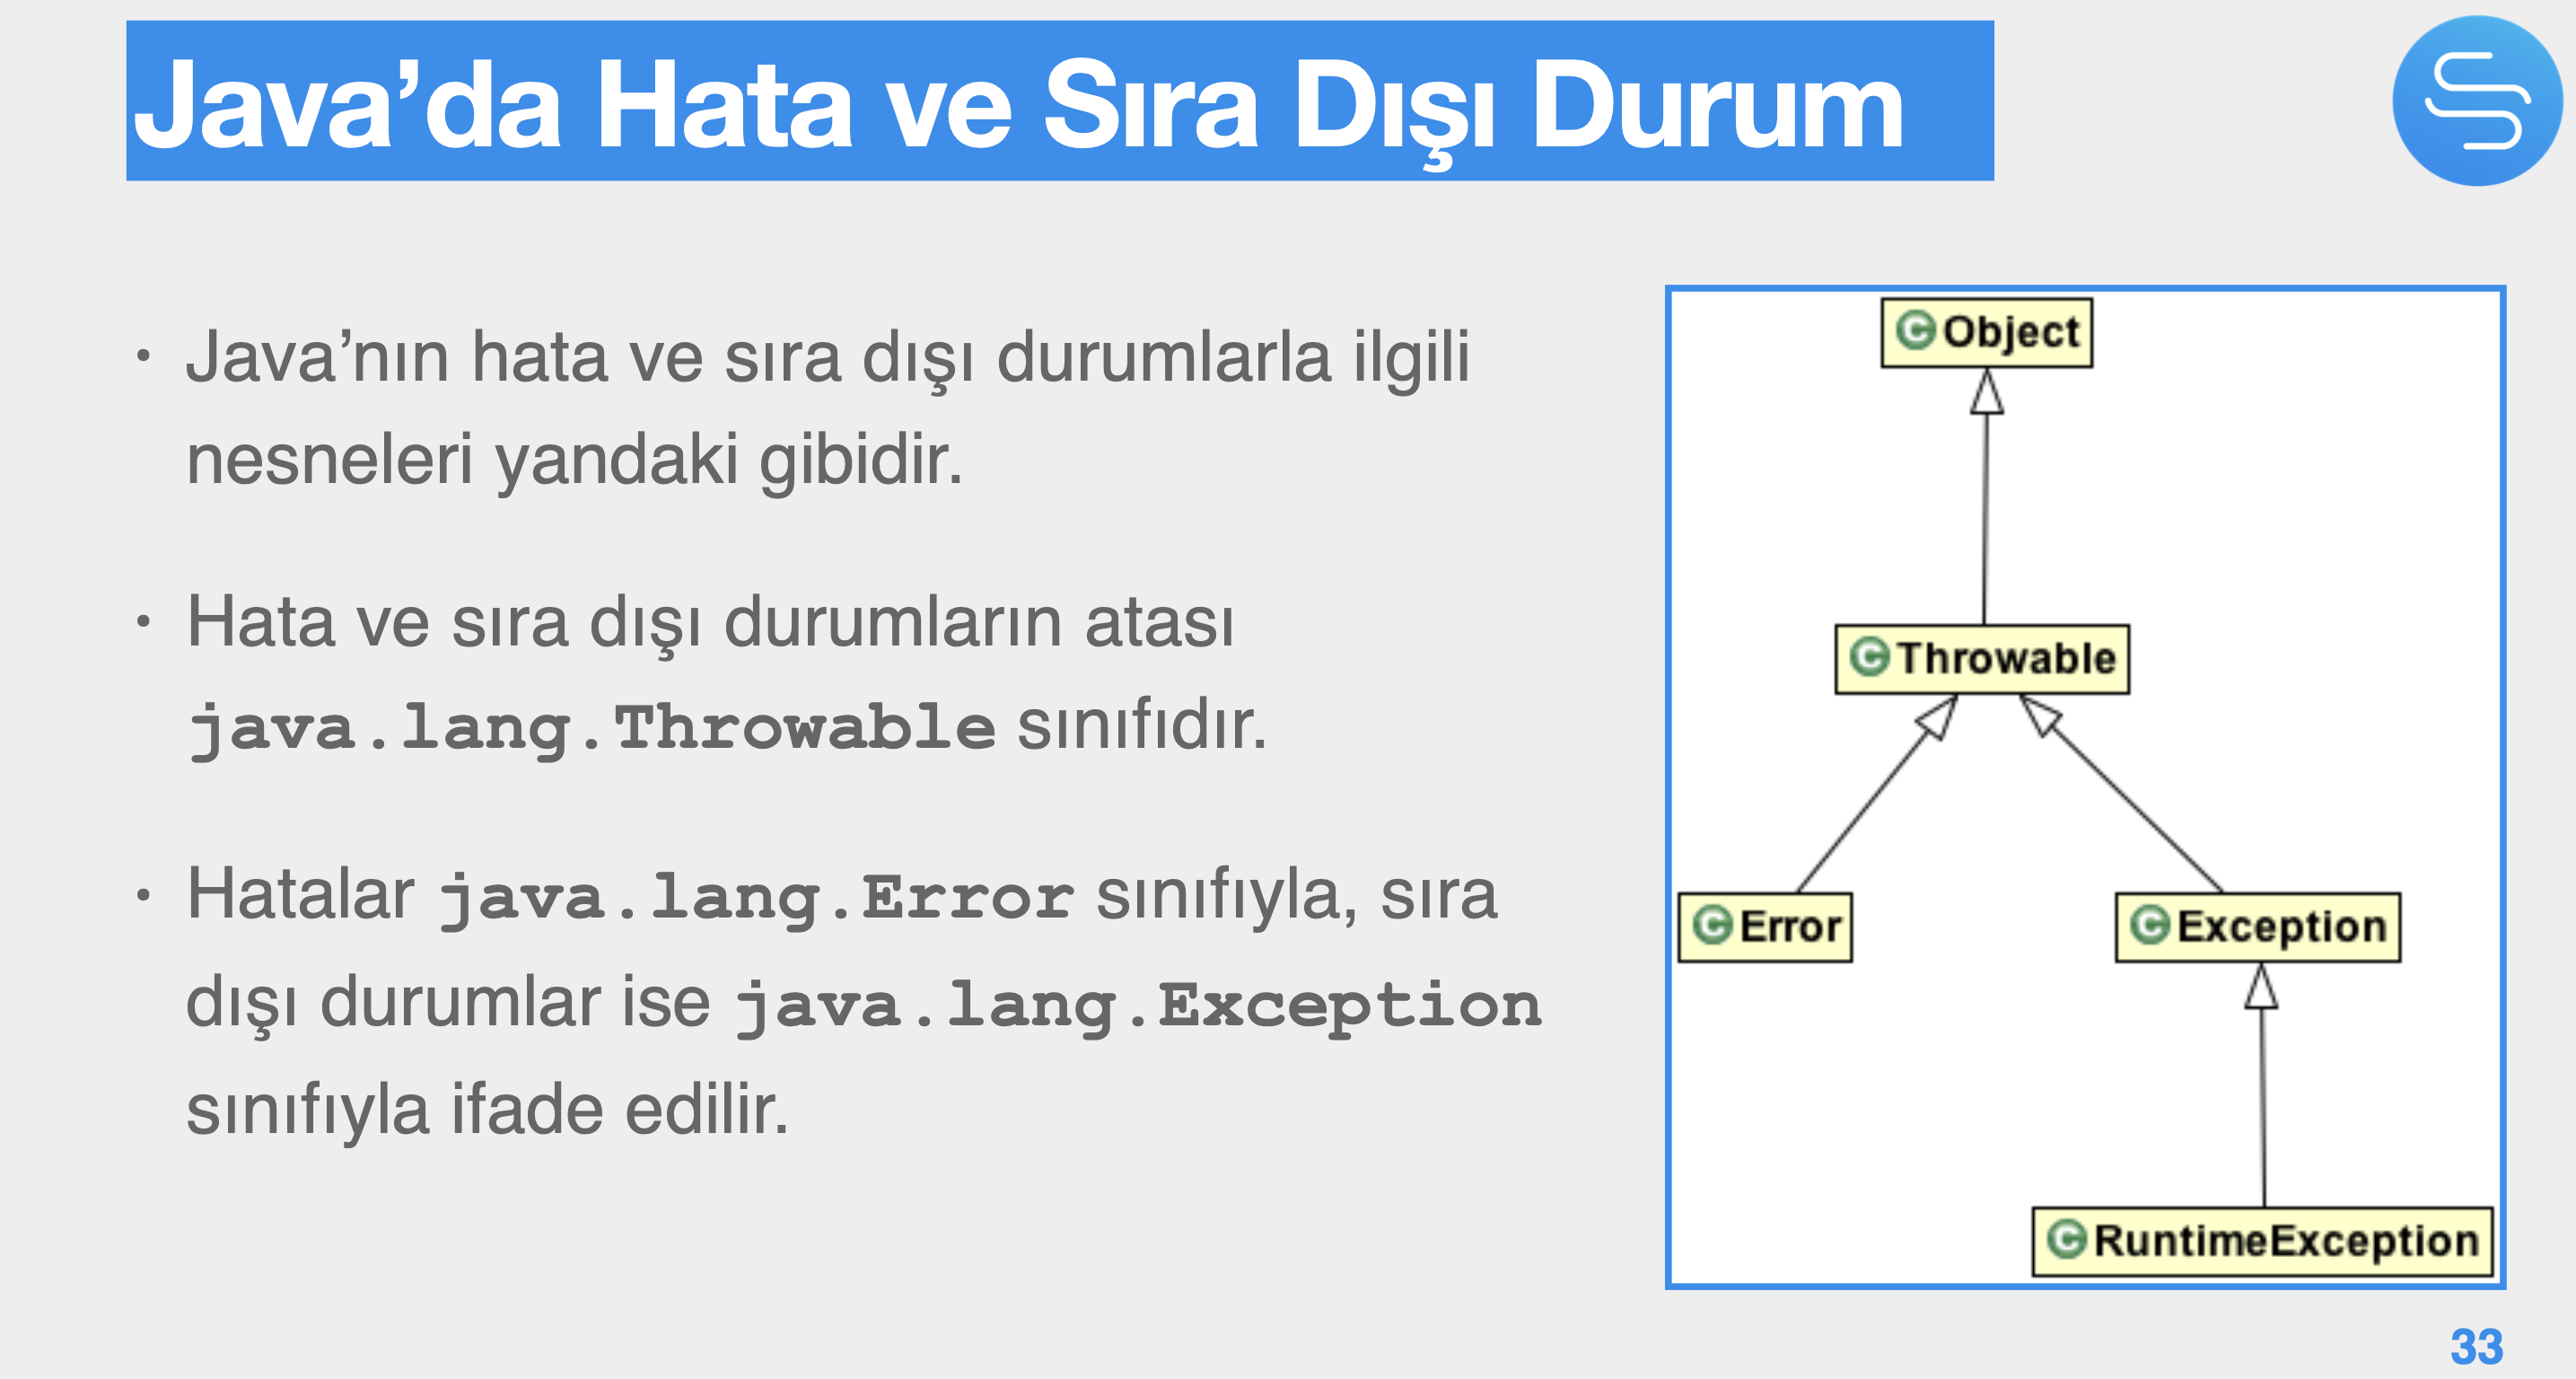 Java’da Hata ve Sıra Dışı Durum
• Java’nın hata ve sıra dışı durumlarla ilgili
nesneleri yandaki gibidir.
• Hata ve sıra dışı durumların atası
java.lang.Throwable sınıfıdır.
• Hatalar java.lang.Error sınıfıyla, sıra
dışı durumlar ise java.lang.Exception
sınıfıyla ifade edilir.
C Object
C Throwable
C Error
C Exception
C RuntimeException
33